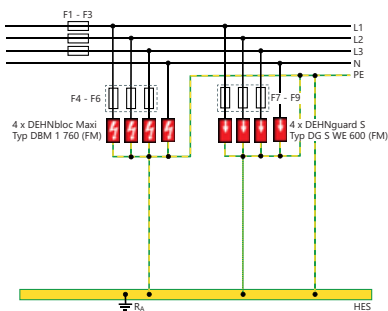 F1 - F3
L1
L2
L3
N
PE
F4 - F6
F7 - F9
4 x DEHNbloc Maxi
Typ DBM 1 760 (FM)
4 x DEHNguard S
Typ DG S WE 600 (FM)
RA
HES